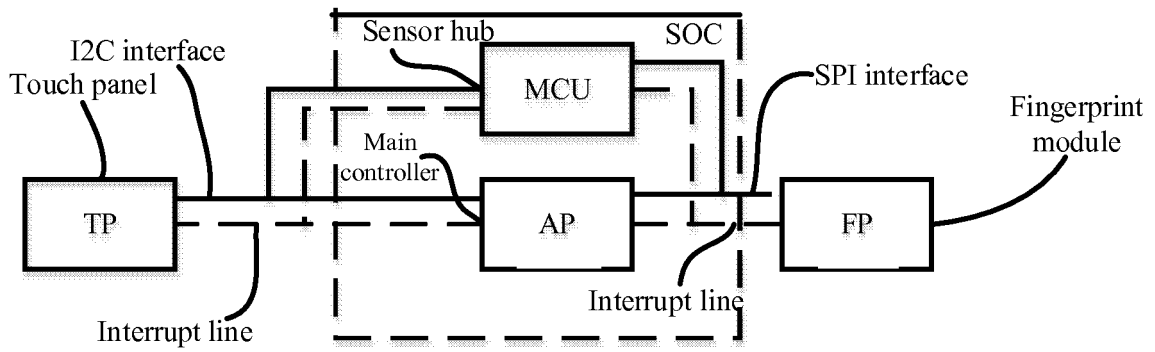 Sensor hub
SOC
I2C interface
Touch panel
MCU
SPI interface
Fingerprint
module
Main
controller
TP
AP
FP
Interrupt line
Interrupt line